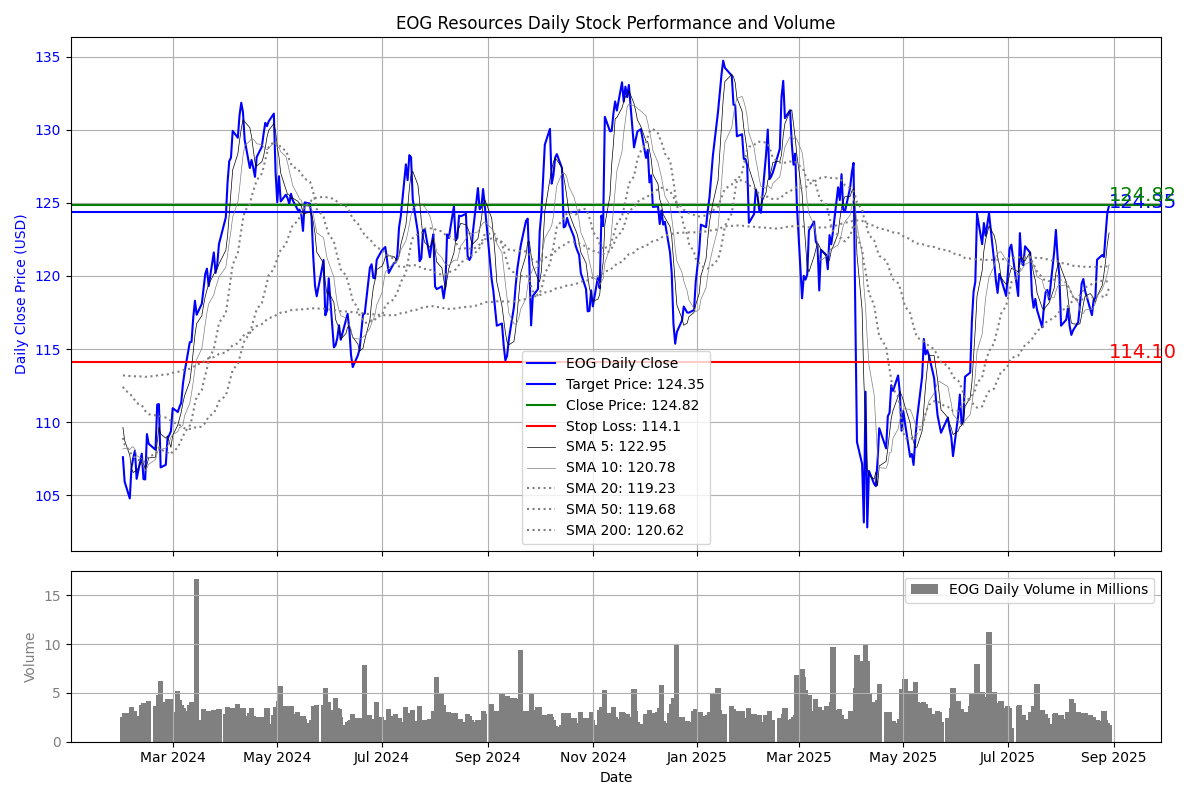 EOG Resources Daily Stock Performance and Volume
Daily Close Price (USD)
135
130
125
120
115
110
105
124.82
124.35
114.10
EOG Daily Close
Target Price: 124.35
Close Price: 124.82
Stop Loss: 114.1
SMA 5: 122.95
SMA 10: 120.78
SMA 20: 119.23
SMA 50: 119.68
SMA 200: 120.62
Volume
15
10
5
0
EOG Daily Volume in Millions
Mar 2024 May 2024 Jul 2024 Sep 2024 Nov 2024 Jan 2025 Mar 2025 May 2025 Jul 2025 Sep 2025
Date